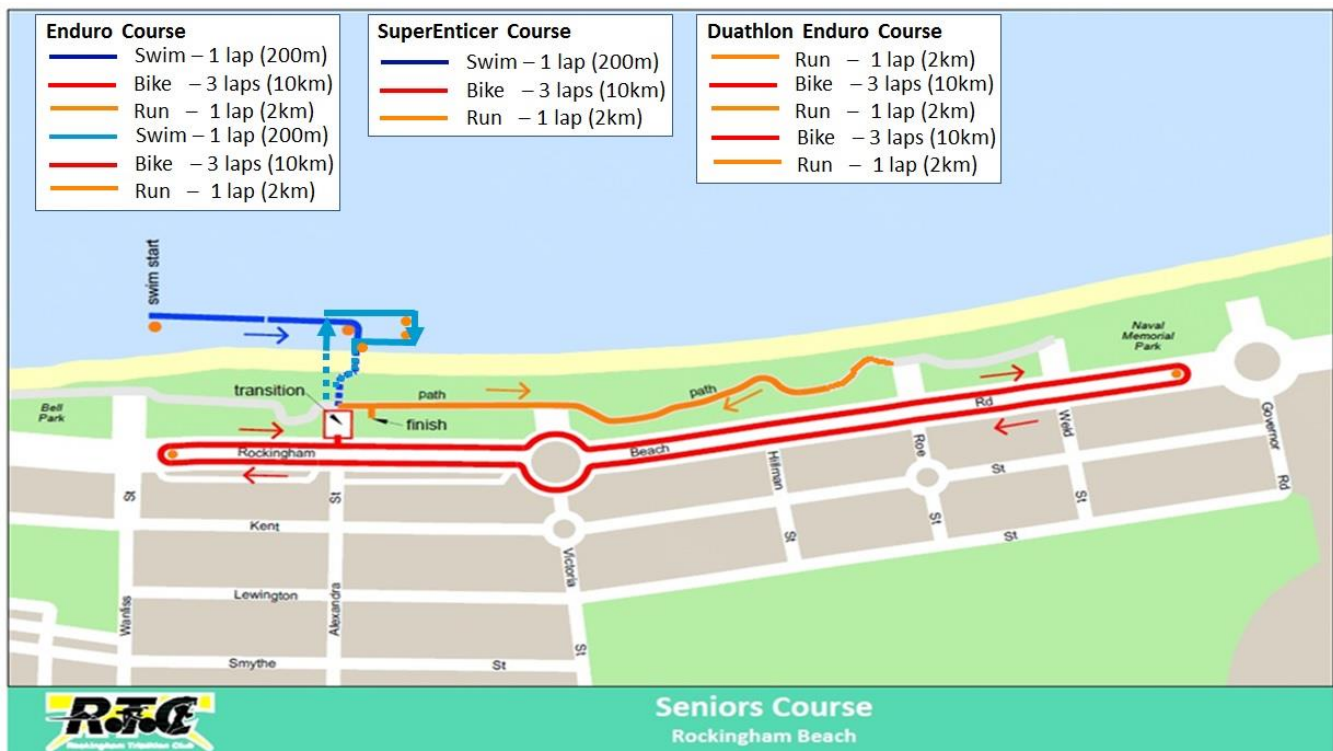 Enduro Course
Swim – 1 lap (200m)
Bike – 3 laps (10km)
Run – 1 lap (2km)
Swim – 1 lap (200m)
Bike – 3 laps (10km)
Run – 1 lap (2km)
SuperEnticer Course
Swim – 1 lap (200m)
Bike – 3 laps (10km)
Run – 1 lap (2km)
Duathlon Enduro Course
Run – 1 lap (2km)
Bike – 3 laps (10km)
Run – 1 lap (2km)
Bike – 3 laps (10km)
Run – 1 lap (2km)
swim start
Naval
Memorial
Park
transition
path
path
Bell
Park
finish
Rd
Weld
St
Governor
Rd
Rockingham
Beach
Hillman
St
Roe
St
St
St
Wanliss
St
Alexandra
St
Kent
Victoria
St
Lewington
Smythe
St
R.T.C
Rockingham Triathlon Club
Seniors Course
Rockingham Beach